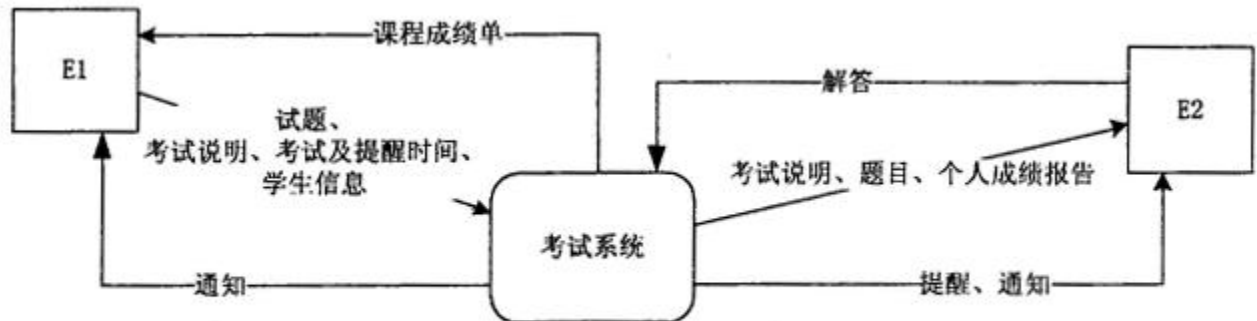 课程成绩单
E1
解答
E2
试题、
考试说明、考试及提醒时间、
学生信息
考试说明、题目、个人成绩报告
考试系统
通知
提醒、通知